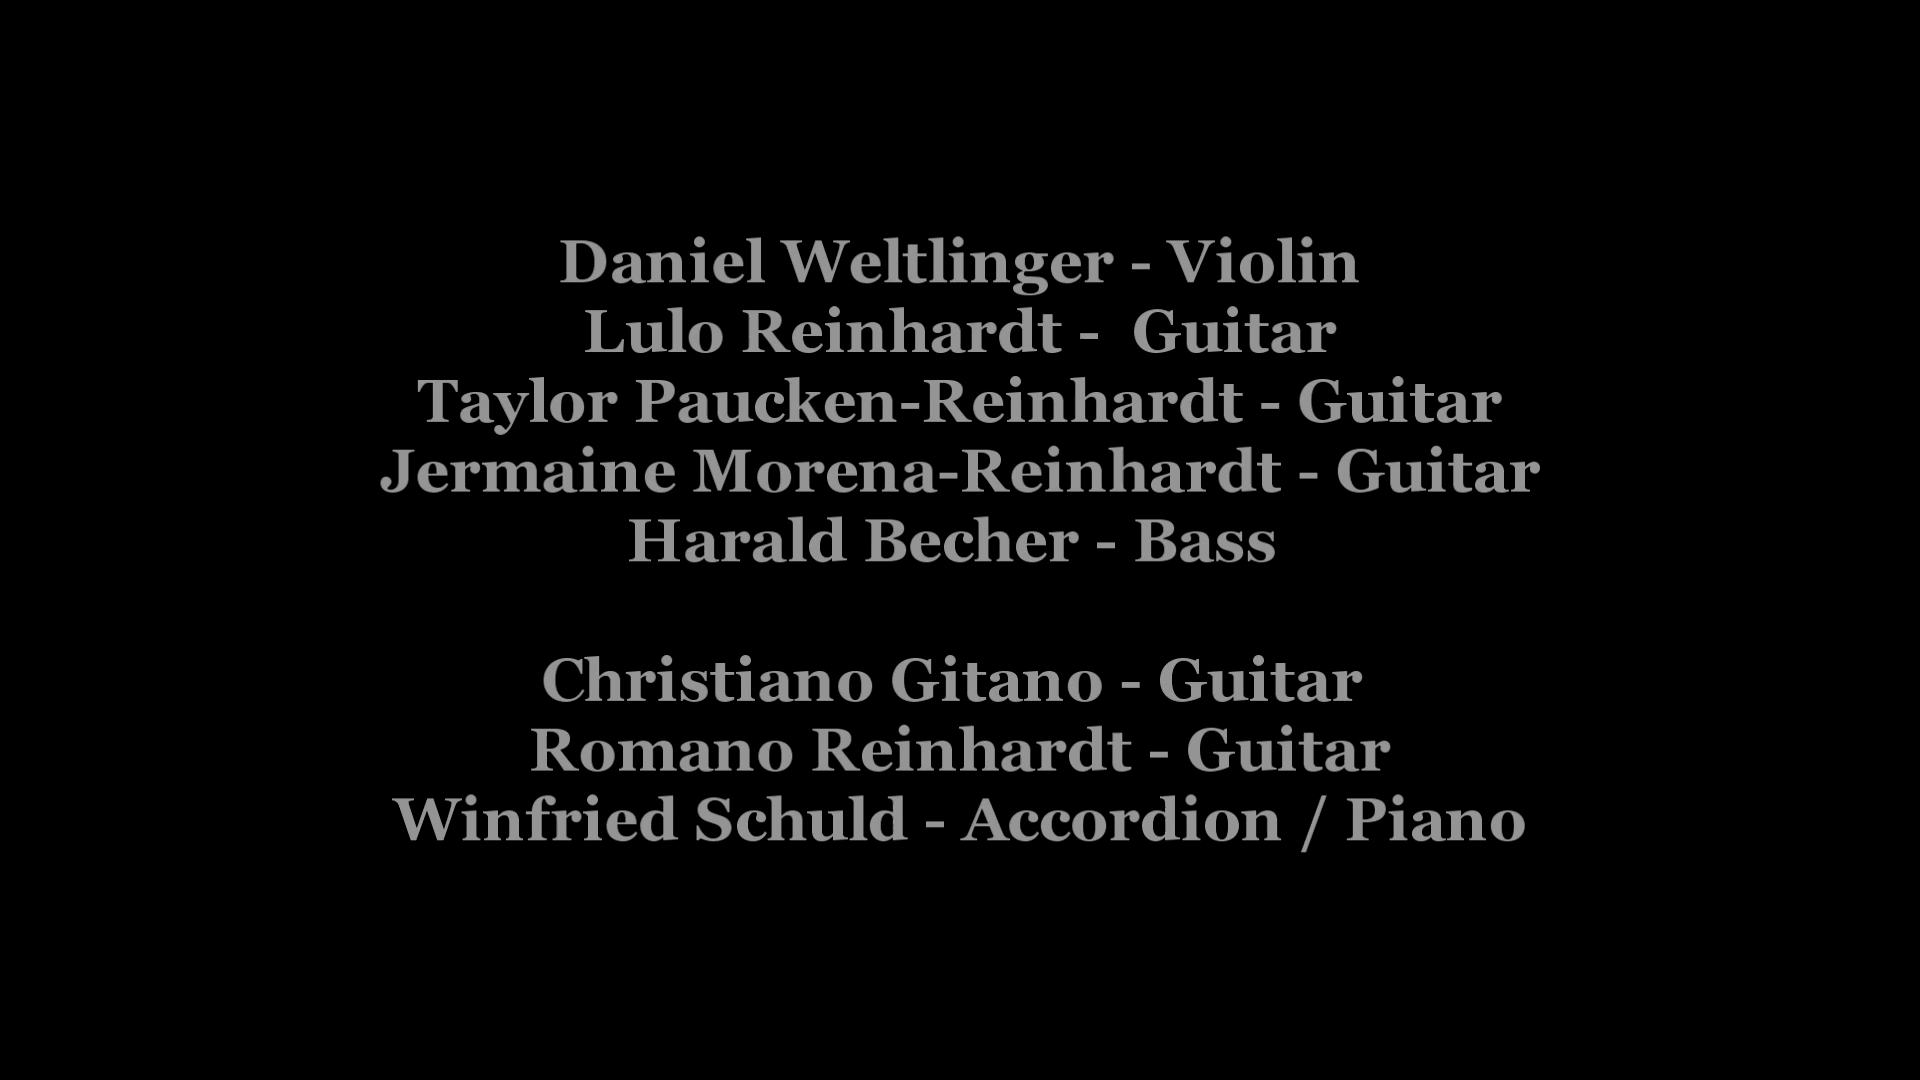 Daniel Weltlinger - Violin
Lulo Reinhardt -  Guitar
Taylor Paucken-Reinhardt - Guitar
Jermaine Morena-Reinhardt - Guitar
Harald Becher - Bass
Christiano Gitano - Guitar
Romano Reinhardt - Guitar
Winfried Schuld - Accordion / Piano